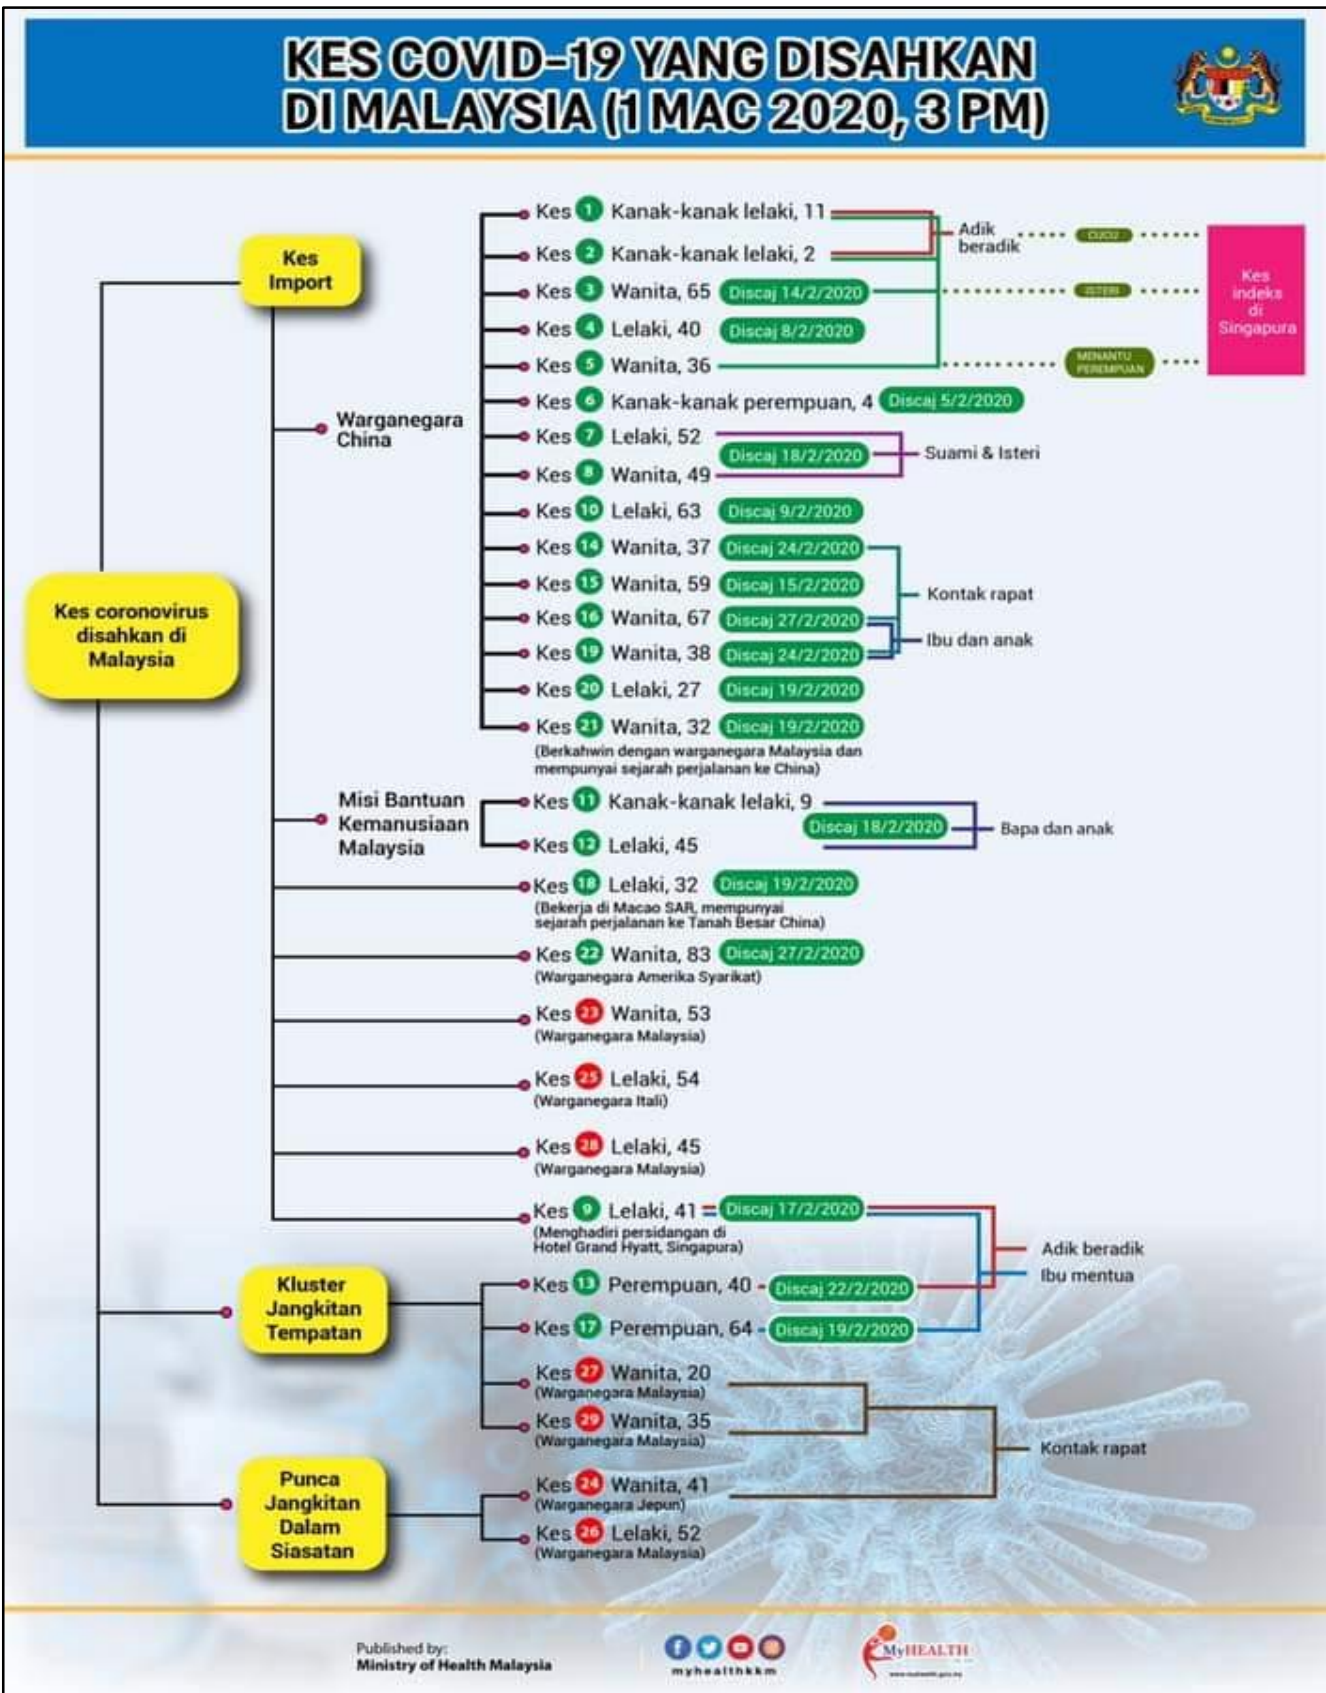 KES COVID-19 YANG DISAHKAN
DI MALAYSIA (1 MAC 2020, 3 PM)
Kes coronovirus
disahkan di
Malaysia
Kes
Import
Warganegara
China
Kes 1 Kanak-kanak lelaki, 11
Kes 2 Kanak-kanak lelaki, 2
Adik
beradik
CUCU
Kes 3 Wanita, 65 Discaj 14/2/2020
ISTERI
Kes
indeks
di
Singapura
Kes 4 Lelaki, 40 Discaj 8/2/2020
Kes 5 Wanita, 36
MENANTU
PEREMPUAN
Kes 6 Kanak-kanak perempuan, 4 Discaj 5/2/2020
Kes 7 Lelaki, 52
Discaj 18/2/2020 Suami & Isteri
Kes 8 Wanita, 49
Kes 10 Lelaki, 63 Discaj 9/2/2020
Kes 14 Wanita, 37 Discaj 24/2/2020
Kes 15 Wanita, 59 Discaj 15/2/2020
Kontak rapat
Kes 16 Wanita, 67 Discaj 27/2/2020
Ibu dan anak
Kes 19 Wanita, 38 Discaj 24/2/2020
Kes 20 Lelaki, 27 Discaj 19/2/2020
Kes 21 Wanita, 32 Discaj 19/2/2020
(Berkahwin dengan warganegara Malaysia dan
mempunyai sejarah perjalanan ke China)
Misi Bantuan
Kemanusiaan
Malaysia
Kes 11 Kanak-kanak lelaki, 9
Discaj 18/2/2020 Bapa dan anak
Kes 12 Lelaki, 45
Kes 18 Lelaki, 32 Discaj 19/2/2020
(Bekerja di Macao SAR, mempunyai
sejarah perjalanan ke Tanah Besar China)
Kes 22 Wanita, 83 Discaj 27/2/2020
(Warganegara Amerika Syarikat)
Kes 23 Wanita, 53
(Warganegara Malaysia)
Kes 25 Lelaki, 54
(Warganegara Itali)
Kes 28 Lelaki, 45
(Warganegara Malaysia)
Kes 9 Lelaki, 41 Discaj 17/2/2020
(Menghadiri persidangan di
Hotel Grand Hyatt, Singapura)
Adik beradik
Ibu mentua
Kluster
Jangkitan
Tempatan
Kes 13 Perempuan, 40 Discaj 22/2/2020
Kes 17 Perempuan, 64 Discaj 19/2/2020
Kes 27 Wanita, 20
(Warganegara Malaysia)
Kes 29 Wanita, 35
(Warganegara Malaysia)
Kontak rapat
Punca
Jangkitan
Dalam
Siasatan
Kes 24 Wanita, 41
(Warganegara Jepun)
Kes 26 Lelaki, 52
(Warganegara Malaysia)
Published by:
Ministry of Health Malaysia
myhealthkkm
MyHEALTH